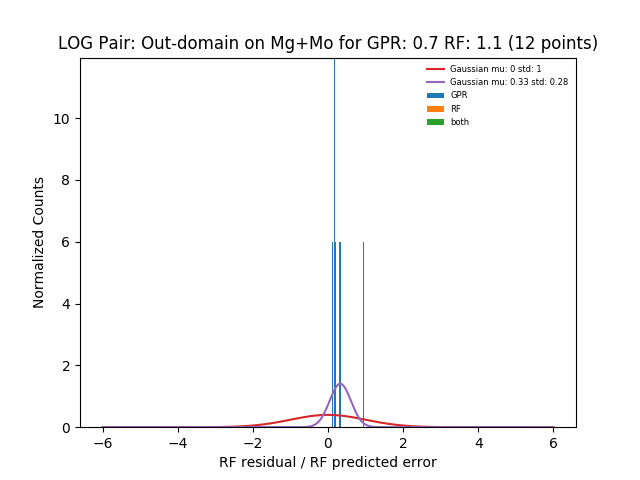 LOG Pair: Out-domain on Mg+Mo for GPR: 0.7 RF: 1.1 (12 points)
Gaussian mu: 0 std: 1
Gaussian mu: 0.33 std: 0.28
GPR
RF
both
Normalized Counts
10
8
6
4
2
0
−6 −4 −2 0 2 4 6
RF residual / RF predicted error